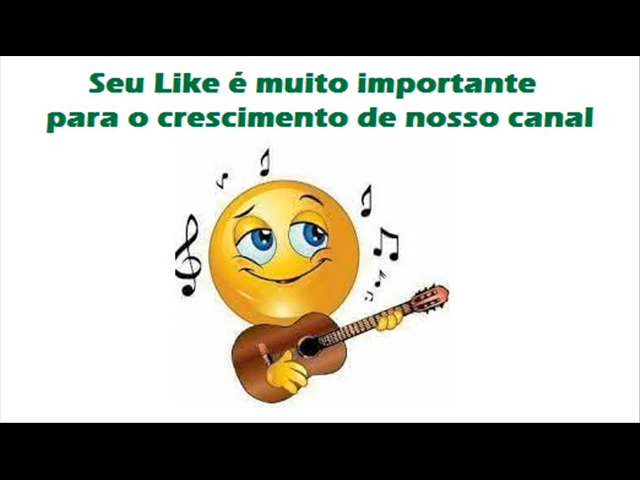 Seu Like é muito importante
para o crescimento de nosso canal